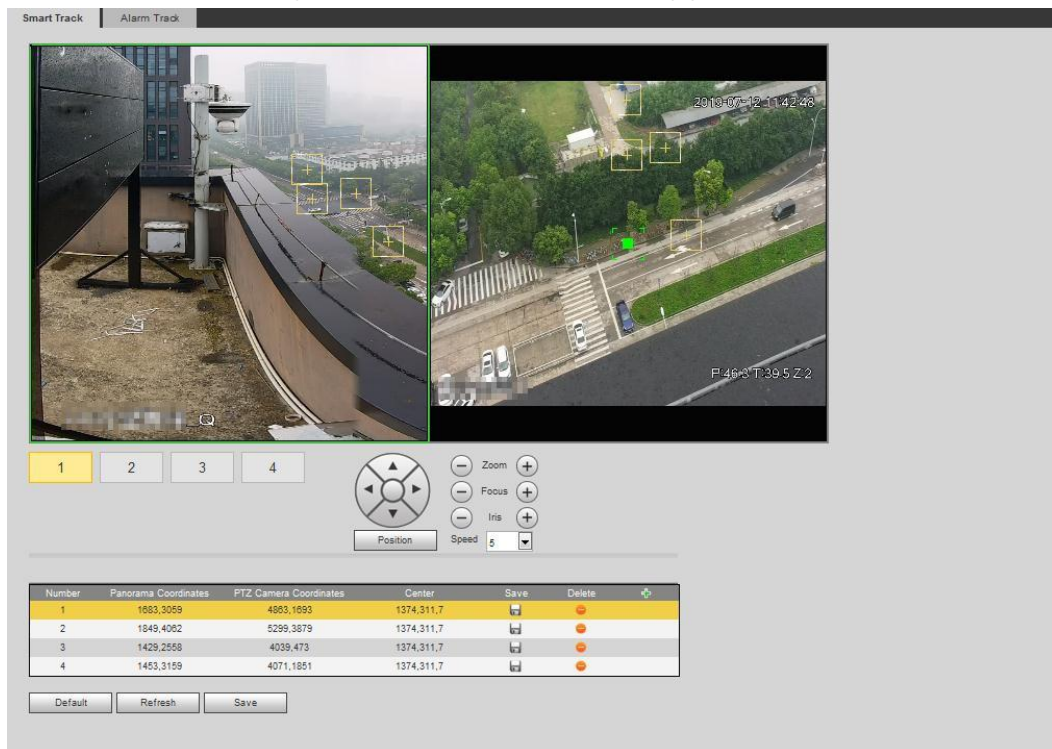 Smart Track Alarm Track
2019-07-12 11:42:48
P:46.3 T:39.5 Z:2
1 2 3 4
Zoom
Focus
Iris
Position Speed 5
Number Panorama Coordinates PTZ Camera Coordinates Center Save Delete
1 1683,3059 4863,1693 1374,311,7
2 1849,4062 5299,3879 1374,311,7
3 1429,2558 4039,473 1374,311,7
4 1453,3159 4071,1851 1374,311,7
Default Refresh Save